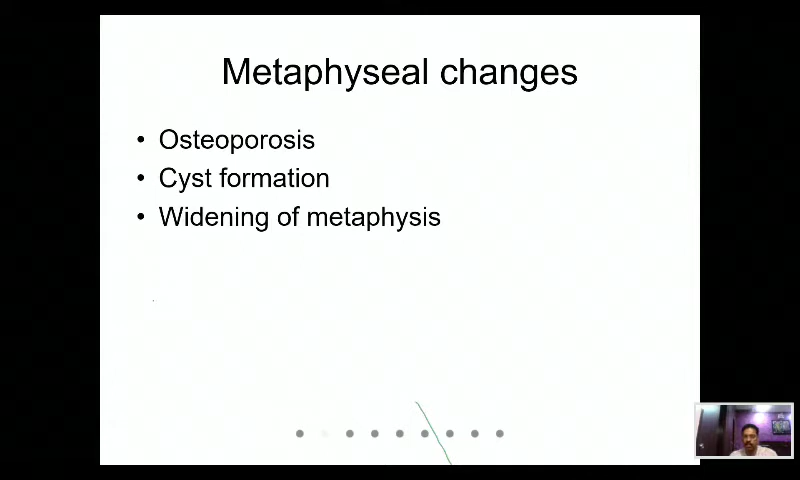 Metaphyseal changes
• Osteoporosis
• Cyst formation
• Widening of metaphysis